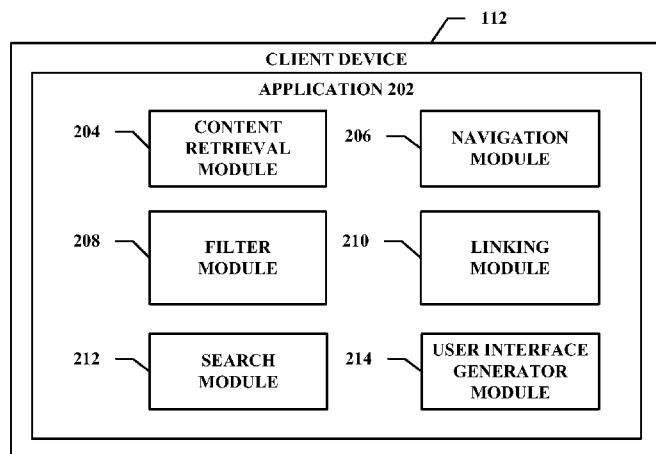 112
CLIENT DEVICE
APPLICATION 202
204
CONTENT
RETRIEVAL
MODULE
206
NAVIGATION
MODULE
208
FILTER
MODULE
210
LINKING
MODULE
212
SEARCH
MODULE
214
USER INTERFACE
GENERATOR
MODULE